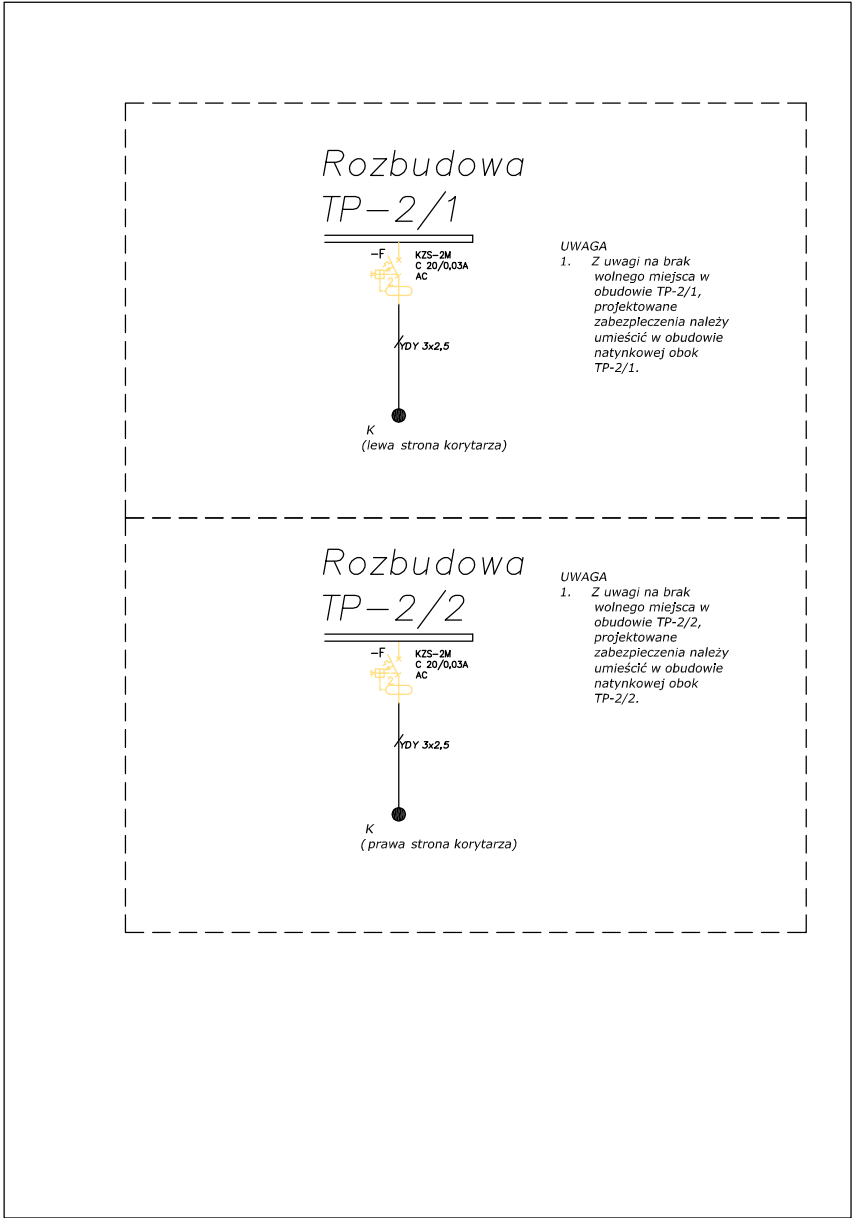 Rozbudowa
TP-2/1
-F
KZS-2M
C 20/0,03A
AC
2
YDY 3x2,5
K
(lewa strona korytarza)
UWAGA
1. Z uwagi na brak
wolnego miejsca w
obudowie TP-2/1,
projektowane
zabezpieczenia należy
umieścić w obudowie
natynkowej obok
TP-2/1.
Rozbudowa
TP-2/2
-F
KZS-2M
C 20/0,03A
AC
2
YDY 3x2,5
K
(prawa strona korytarza)
UWAGA
1. Z uwagi na brak
wolnego miejsca w
obudowie TP-2/2,
projektowane
zabezpieczenia należy
umieścić w obudowie
natynkowej obok
TP-2/2.